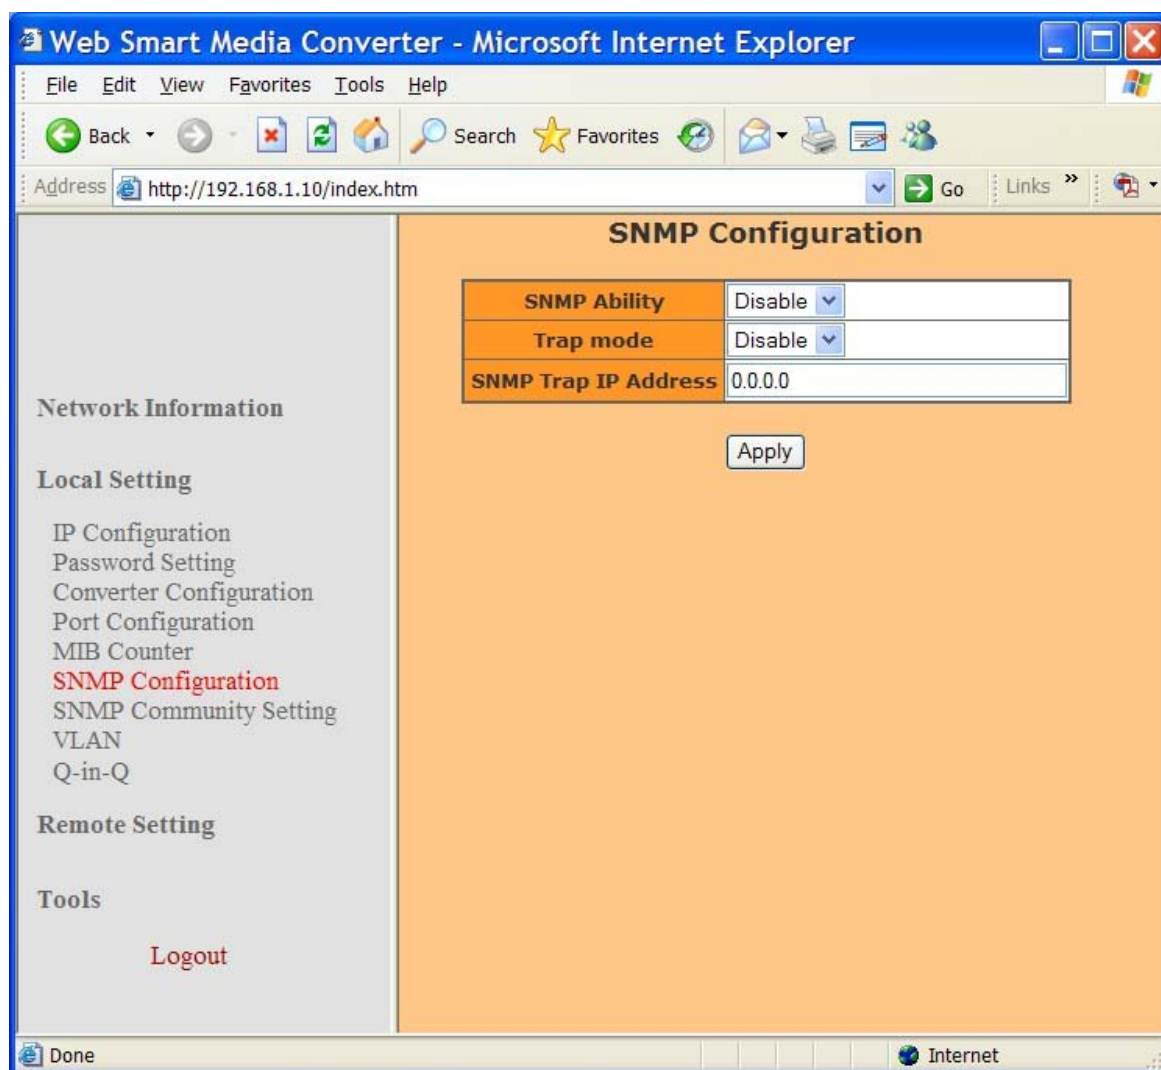 Web Smart Media Converter - Microsoft Internet Explorer
File Edit View Favorites Tools Help
Back Search Favorites
Address http://192.168.1.10/index.htm Go Links »
Network Information
Local Setting
IP Configuration
Password Setting
Converter Configuration
Port Configuration
MIB Counter
SNMP Configuration
SNMP Community Setting
VLAN
Q-in-Q
Remote Setting
Tools
Logout
SNMP Configuration
SNMP Ability Disable
Trap mode Disable
SNMP Trap IP Address 0.0.0.0
Apply
Done Internet